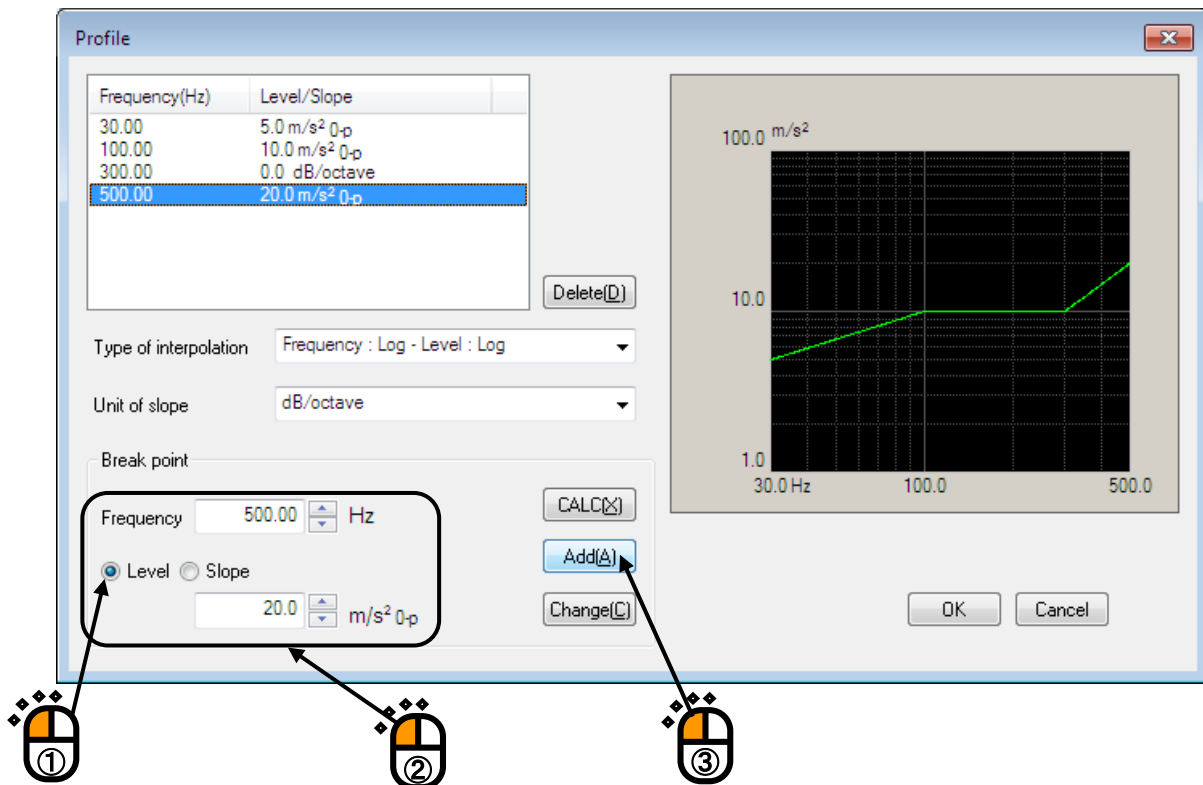 Profile
Frequency(Hz) Level/Slope
30.00 5.0 m/s² 0-p
100.00 10.0 m/s² 0-p
300.00 0.0 dB/octave
500.00 20.0 m/s² 0-p
Delete(D)
Type of interpolation Frequency : Log - Level : Log
Unit of slope dB/octave
Break point
Frequency 500.00 Hz
Level Slope
20.0 m/s² 0-p
CALC(X)
Add(A)
Change(C)
100.0 m/s²
10.0
1.0
30.0 Hz 100.0 500.0
OK Cancel
① ② ③